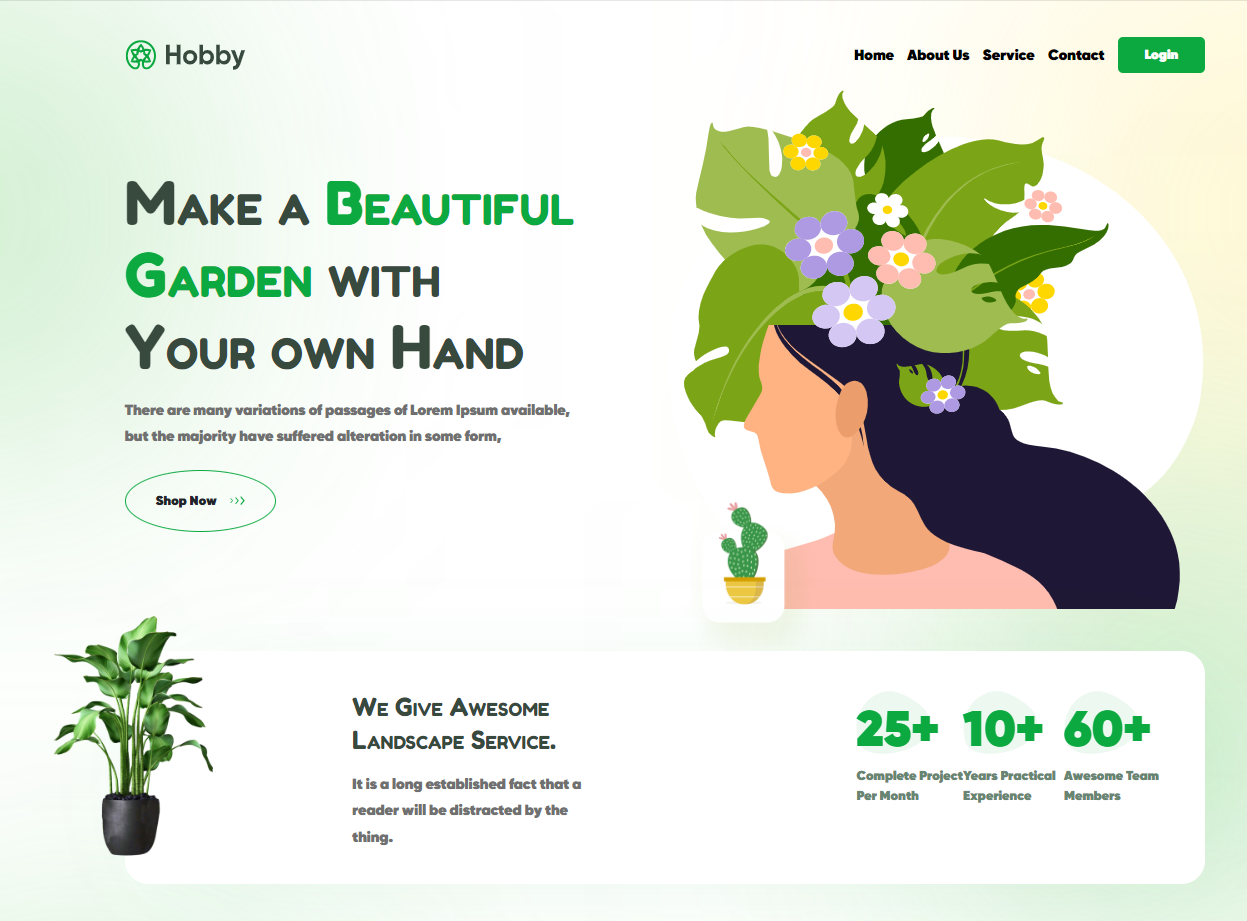 Hobby
Home About Us Service Contact Login
Make a Beautiful
Garden with
Your own Hand
There are many variations of passages of Lorem Ipsum available,
but the majority have suffered alteration in some form,
Shop Now
We Give Awesome
Landscape Service.
It is a long established fact that a
reader will be distracted by the
thing.
25+ 10+ 60+
Complete Project Years Practical Awesome Team
Per Month Experience Members